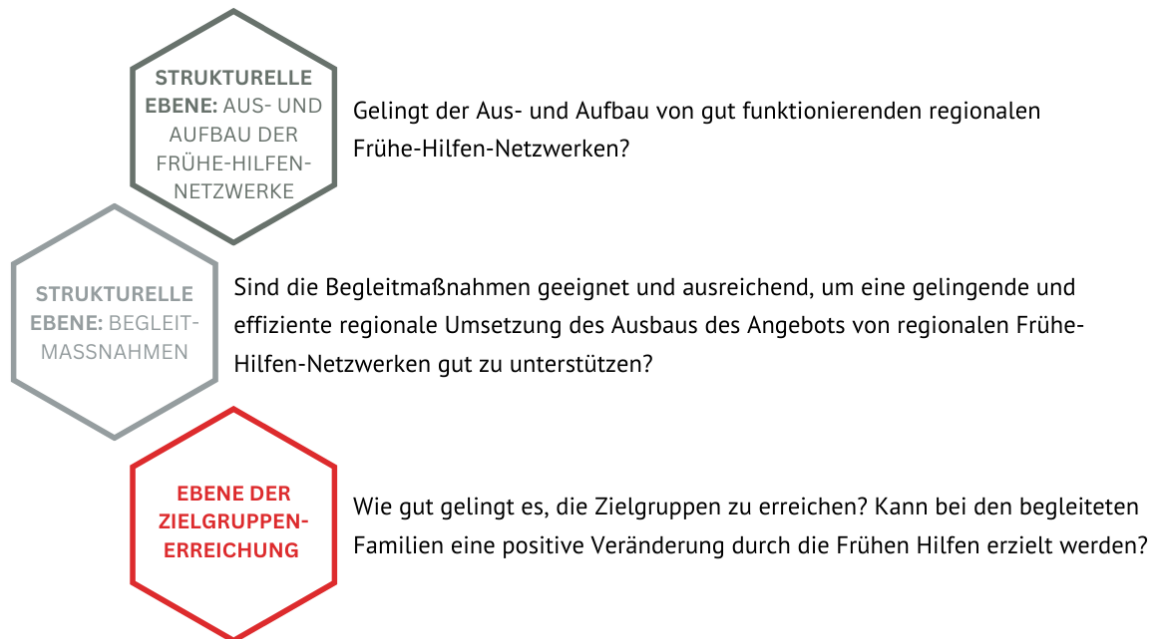 STRUKTURELLE
EBENE: AUS- UND
AUFBAU DER
FRÜHE-HILFEN-
NETZWERKE
Gelingt der Aus- und Aufbau von gut funktionierenden regionalen
Frühe-Hilfen-Netzwerken?
STRUKTURELLE
EBENE: BEGLEIT-
MASSNAHMEN
Sind die Begleitmaßnahmen geeignet und ausreichend, um eine gelingende und
effiziente regionale Umsetzung des Ausbaus des Angebots von regionalen Frühe-
Hilfen-Netzwerken gut zu unterstützen?
EBENE DER
ZIELGRUPPEN-
ERREICHUNG
Wie gut gelingt es, die Zielgruppen zu erreichen? Kann bei den begleiteten
Familien eine positive Veränderung durch die Frühen Hilfen erzielt werden?